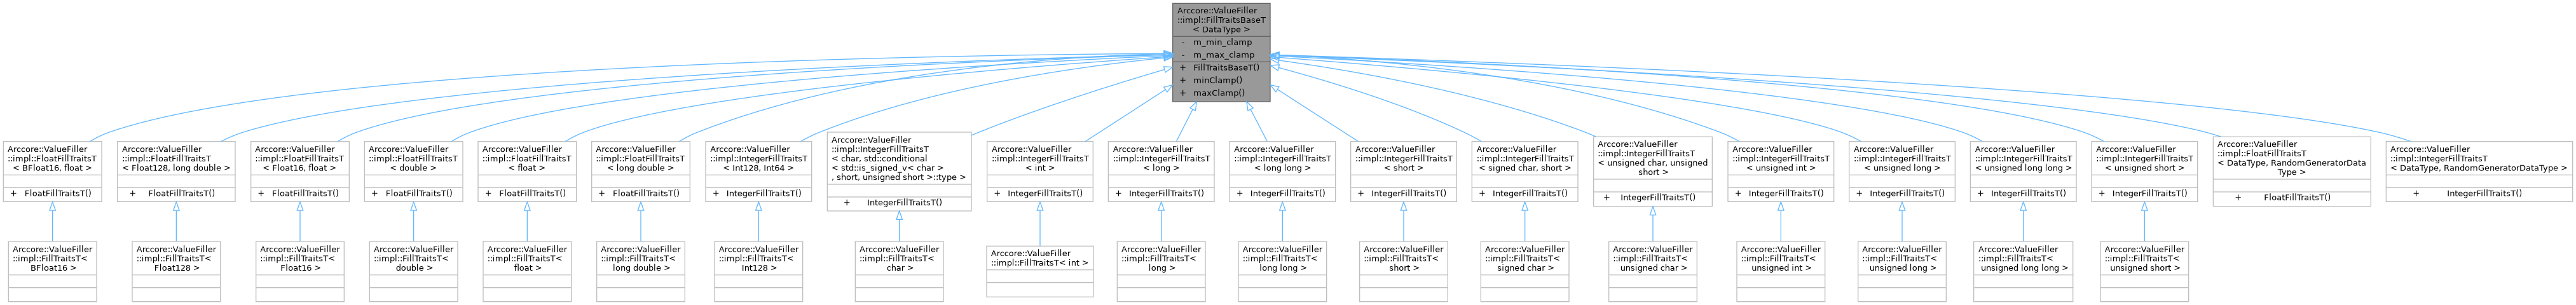 Arccore::ValueFiller
::impl::FillTraitsBaseT
< DataType >
- m_min_clamp
- m_max_clamp
+ FillTraitsBaseT()
+ minClamp()
+ maxClamp()
Arccore::ValueFiller
::impl::FloatFillTraitsT
< BFloat16, float >
+ FloatFillTraitsT()
Arccore::ValueFiller
::impl::FloatFillTraitsT
< Float128, long double >
+ FloatFillTraitsT()
Arccore::ValueFiller
::impl::FloatFillTraitsT
< Float16, float >
+ FloatFillTraitsT()
Arccore::ValueFiller
::impl::FloatFillTraitsT
< double >
+ FloatFillTraitsT()
Arccore::ValueFiller
::impl::FloatFillTraitsT
< float >
+ FloatFillTraitsT()
Arccore::ValueFiller
::impl::FloatFillTraitsT
< long double >
+ FloatFillTraitsT()
Arccore::ValueFiller
::impl::IntegerFillTraitsT
< Int128, Int64 >
+ IntegerFillTraitsT()
Arccore::ValueFiller
::impl::IntegerFillTraitsT
< char, std::conditional
< std::is_signed_v< char >
, short, unsigned short >::type >
+ IntegerFillTraitsT()
Arccore::ValueFiller
::impl::IntegerFillTraitsT
< int >
+ IntegerFillTraitsT()
Arccore::ValueFiller
::impl::IntegerFillTraitsT
< long >
+ IntegerFillTraitsT()
Arccore::ValueFiller
::impl::IntegerFillTraitsT
< long long >
+ IntegerFillTraitsT()
Arccore::ValueFiller
::impl::IntegerFillTraitsT
< short >
+ IntegerFillTraitsT()
Arccore::ValueFiller
::impl::IntegerFillTraitsT
< signed char, short >
+ IntegerFillTraitsT()
Arccore::ValueFiller
::impl::IntegerFillTraitsT
< unsigned char, unsigned
short >
+ IntegerFillTraitsT()
Arccore::ValueFiller
::impl::IntegerFillTraitsT
< unsigned int >
+ IntegerFillTraitsT()
Arccore::ValueFiller
::impl::IntegerFillTraitsT
< unsigned long >
+ IntegerFillTraitsT()
Arccore::ValueFiller
::impl::IntegerFillTraitsT
< unsigned long long >
+ IntegerFillTraitsT()
Arccore::ValueFiller
::impl::IntegerFillTraitsT
< unsigned short >
+ IntegerFillTraitsT()
Arccore::ValueFiller
::impl::FloatFillTraitsT
< DataType, RandomGeneratorData
Type >
+ FloatFillTraitsT()
Arccore::ValueFiller
::impl::IntegerFillTraitsT
< DataType, RandomGeneratorDataType >
+ IntegerFillTraitsT()
Arccore::ValueFiller
::impl::FillTraitsT<
BFloat16 >
Arccore::ValueFiller
::impl::FillTraitsT<
Float128 >
Arccore::ValueFiller
::impl::FillTraitsT<
Float16 >
Arccore::ValueFiller
::impl::FillTraitsT<
double >
Arccore::ValueFiller
::impl::FillTraitsT<
float >
Arccore::ValueFiller
::impl::FillTraitsT<
long double >
Arccore::ValueFiller
::impl::FillTraitsT<
Int128 >
Arccore::ValueFiller
::impl::FillTraitsT<
char >
Arccore::ValueFiller
::impl::FillTraitsT< int >
Arccore::ValueFiller
::impl::FillTraitsT<
long >
Arccore::ValueFiller
::impl::FillTraitsT<
long long >
Arccore::ValueFiller
::impl::FillTraitsT<
short >
Arccore::ValueFiller
::impl::FillTraitsT<
signed char >
Arccore::ValueFiller
::impl::FillTraitsT<
unsigned char >
Arccore::ValueFiller
::impl::FillTraitsT<
unsigned int >
Arccore::ValueFiller
::impl::FillTraitsT<
unsigned long >
Arccore::ValueFiller
::impl::FillTraitsT<
unsigned long long >
Arccore::ValueFiller
::impl::FillTraitsT<
unsigned short >